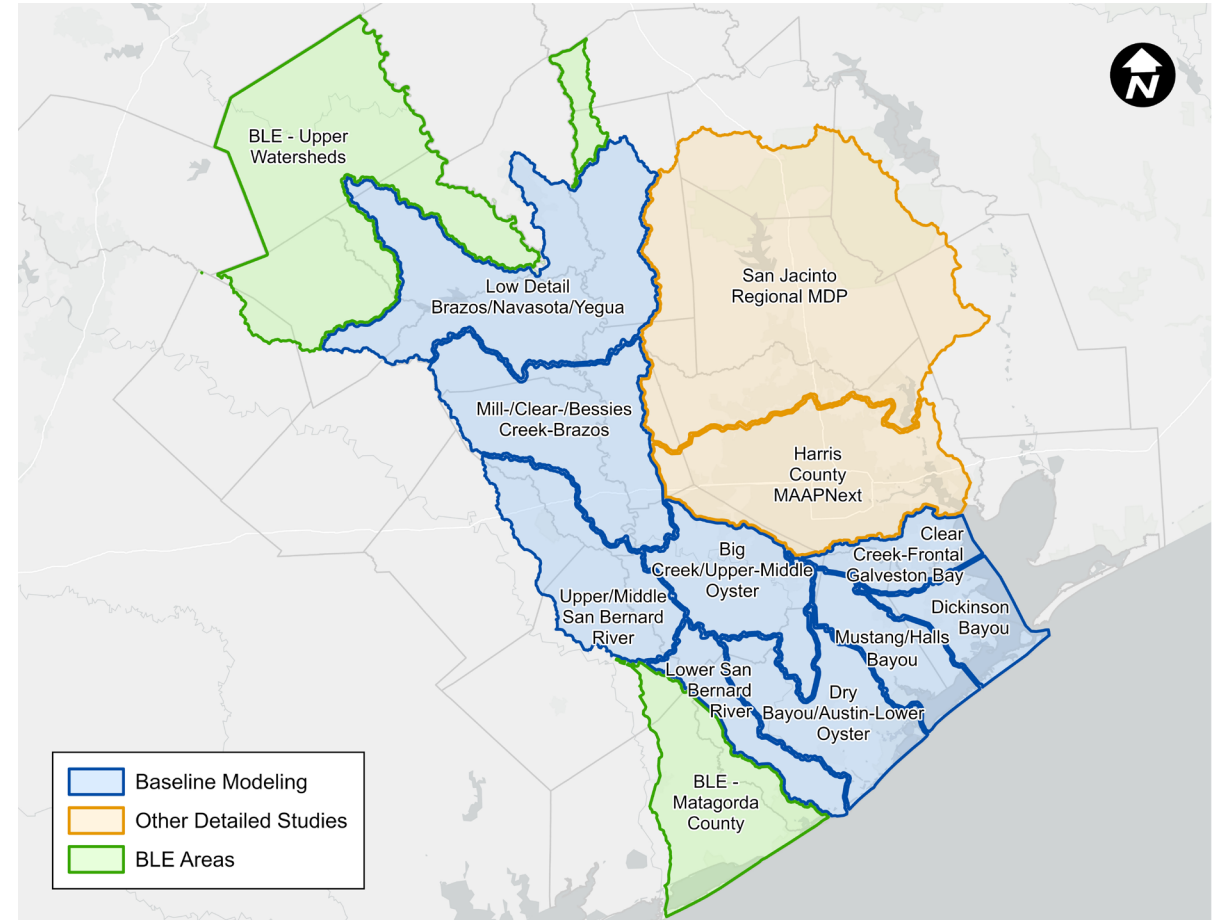 N
BLE - Upper
Watersheds
San Jacinto
Regional MDP
Low Detail
Brazos/Navasota/Yegua
Mill-/Clear-/Bessies
Creek-Brazos
Harris
County
MAAPNext
Clear
Creek-Frontal
Galveston Bay
Big
Creek/Upper-Middle
Oyster
Dickinson
Bayou
Upper/Middle
San Bernard
River
Mustang/Halls
Bayou
Lower San
Bernard
River
Dry
Bayou/Austin-Lower
Oyster
BLE -
Matagorda
County
Baseline Modeling
Other Detailed Studies
BLE Areas